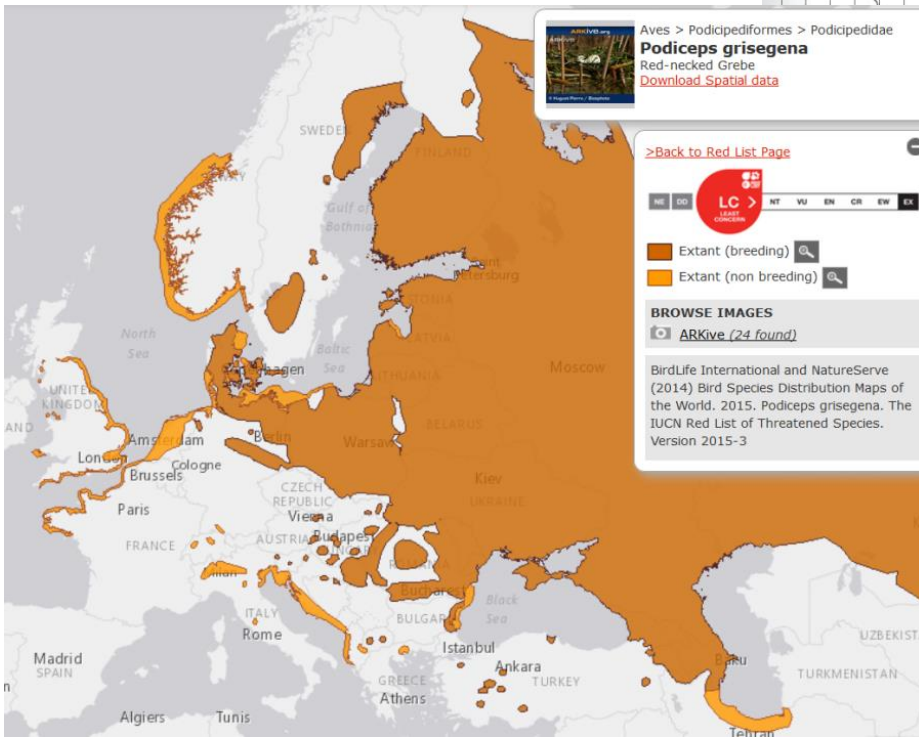 Aves > Podicipediformes > Podicipedidae
Podiceps grisegena
Red-necked Grebe
Download Spatial data
>Back to Red List Page
NE DD LC > NT VU EN CR EW EX
LEAST
CONCERN
Extant (breeding)
Extant (non breeding)
BROWSE IMAGES
ARKive (24 found)
BirdLife International and NatureServe
(2014) Bird Species Distribution Maps of
the World. 2015. Podiceps grisegena. The
IUCN Red List of Threatened Species.
Version 2015-3
SWEDEN
FINLAND
Gulf of
Bothnia
ESTONIA
LATVIA
North
Sea
Baltic
Sea
Moscow
UNITED
KINGDOM
BELARUS
Amsterdam
Berlin
Warsaw
London
Cologne
Brussels
Kiev
UKRAINE
Paris
CZECH
REPUBLIC
Vienna
Budapest
FRANCE
AUSTRIA
Bucharest
Black
Sea
ITALY
Rome
Istanbul
UZBEKIST
Baku
Madrid
SPAIN
Ankara
TURKEY
TURKMENISTAN
GREECE
Athens
Algiers
Tunis
Tehran